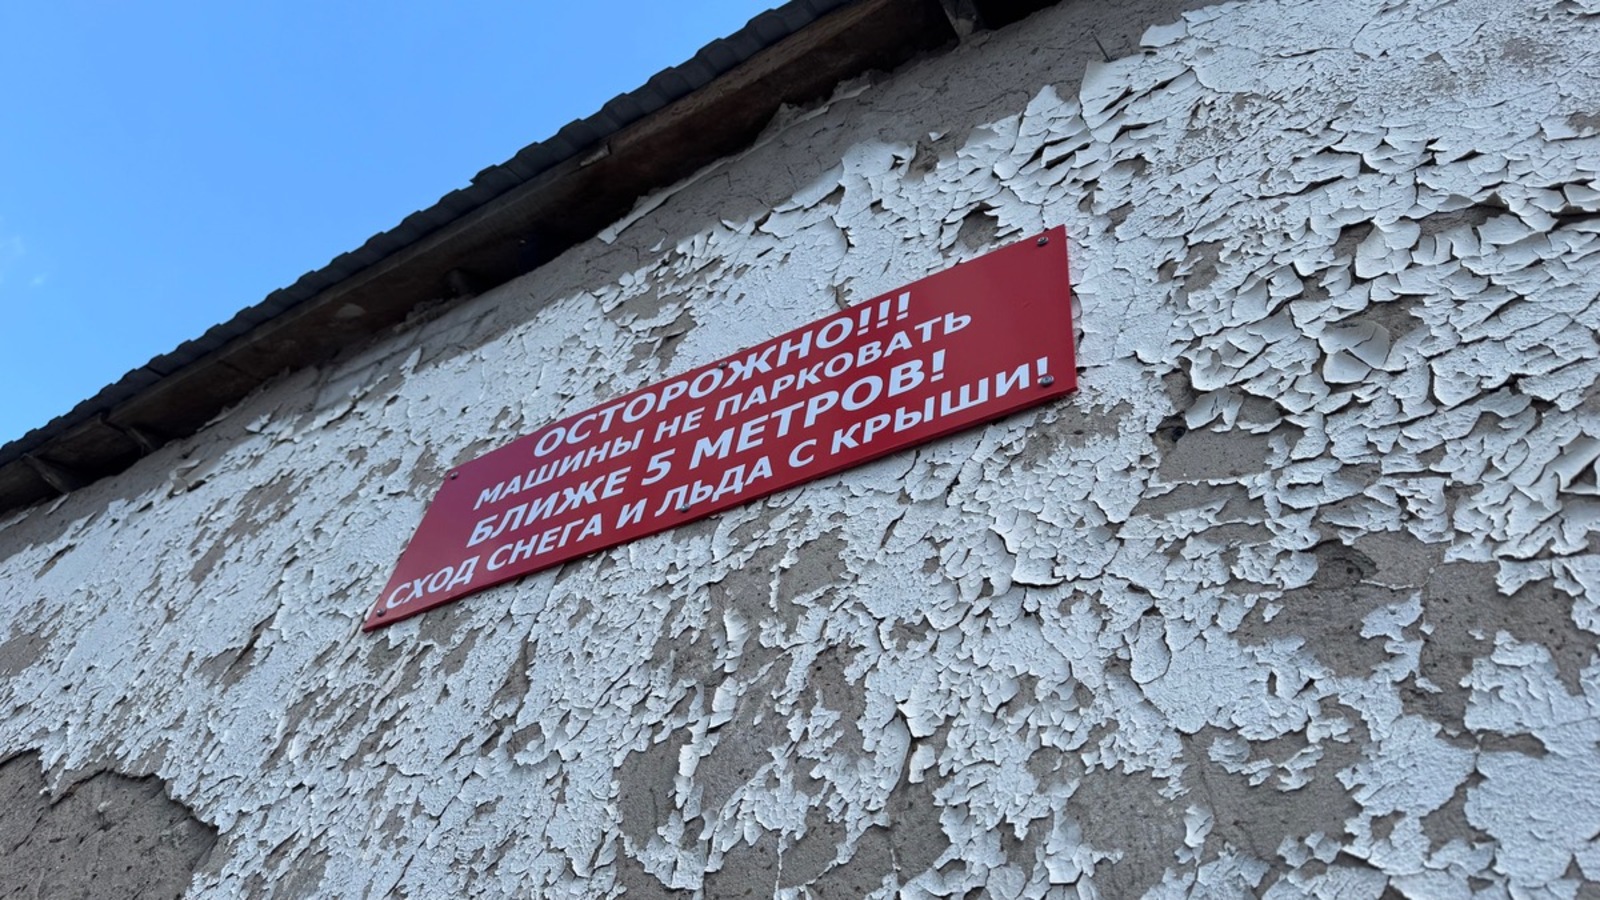 ОСТОРОЖНО!!!
МАШИНЫ НЕ ПАРКОВАТЬ
БЛИЖЕ 5 МЕТРОВ!
СХОД СНЕГА И ЛЬДА С КРЫШИ!